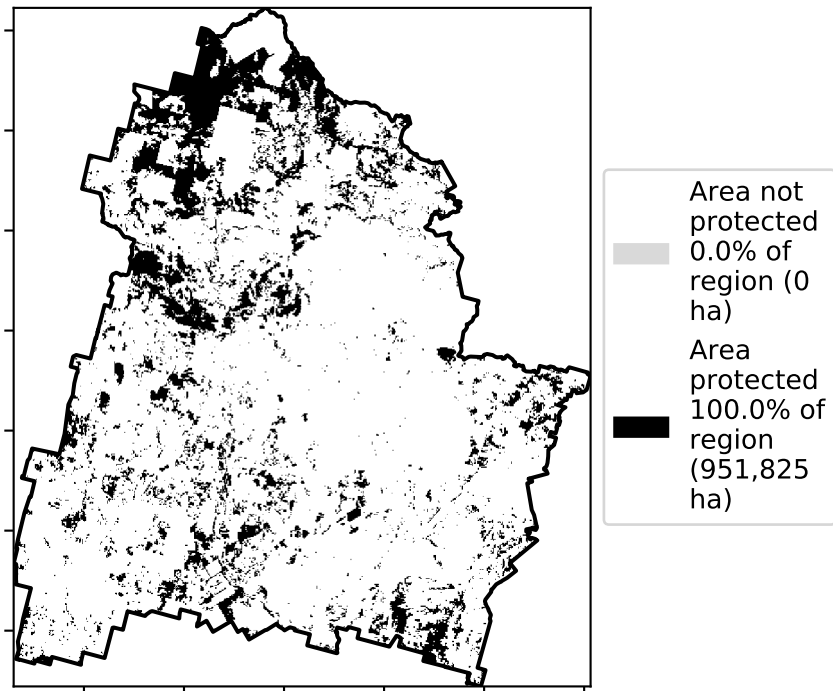 Area not
protected
0.0% of
region (0
ha)
Area
protected
100.0% of
region
(951,825
ha)